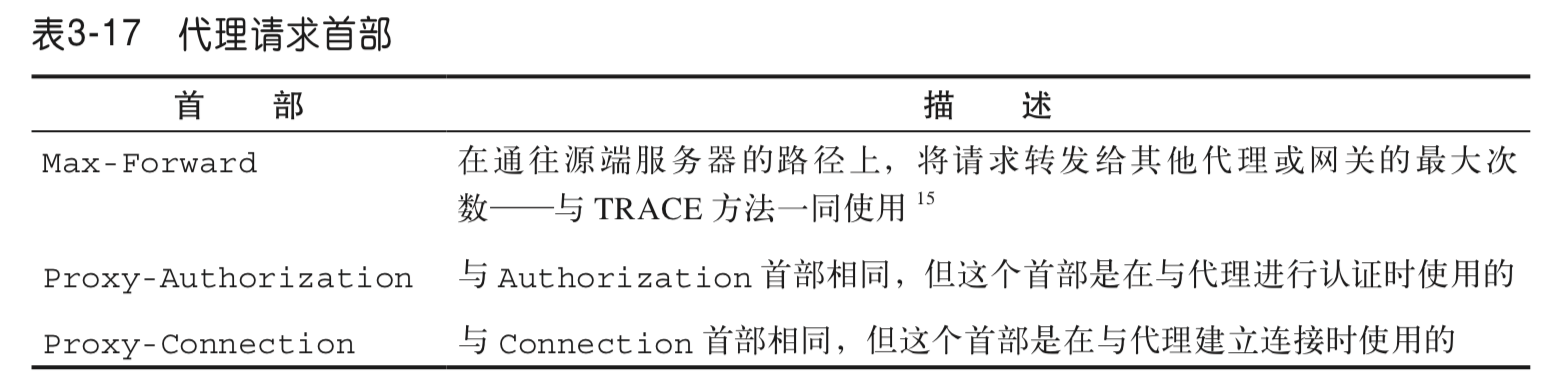 表3-17 代理请求首部
首 部 描 述
Max-Forward 在通往源端服务器的路径上，将请求转发给其他代理或网关的最大次
数——与 TRACE 方法一同使用 15
Proxy-Authorization 与 Authorization 首部相同，但这个首部是在与代理进行认证时使用的
Proxy-Connection 与 Connection 首部相同，但这个首部是在与代理建立连接时使用的